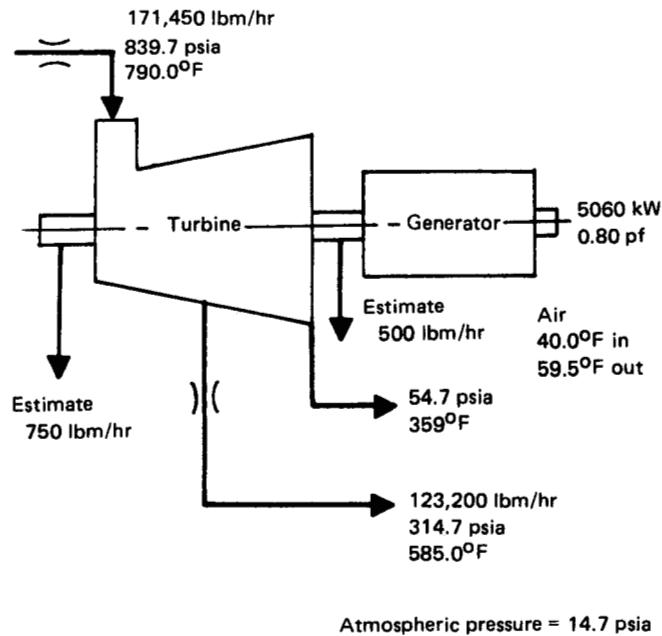 171,450 lbm/hr
839.7 psia
790.0°F
Turbine
Generator
5060 kW
0.80 pf
Estimate
500 lbm/hr
Air
40.0°F in
59.5°F out
Estimate
750 lbm/hr
54.7 psia
359°F
123,200 lbm/hr
314.7 psia
585.0°F
Atmospheric pressure = 14.7 psia